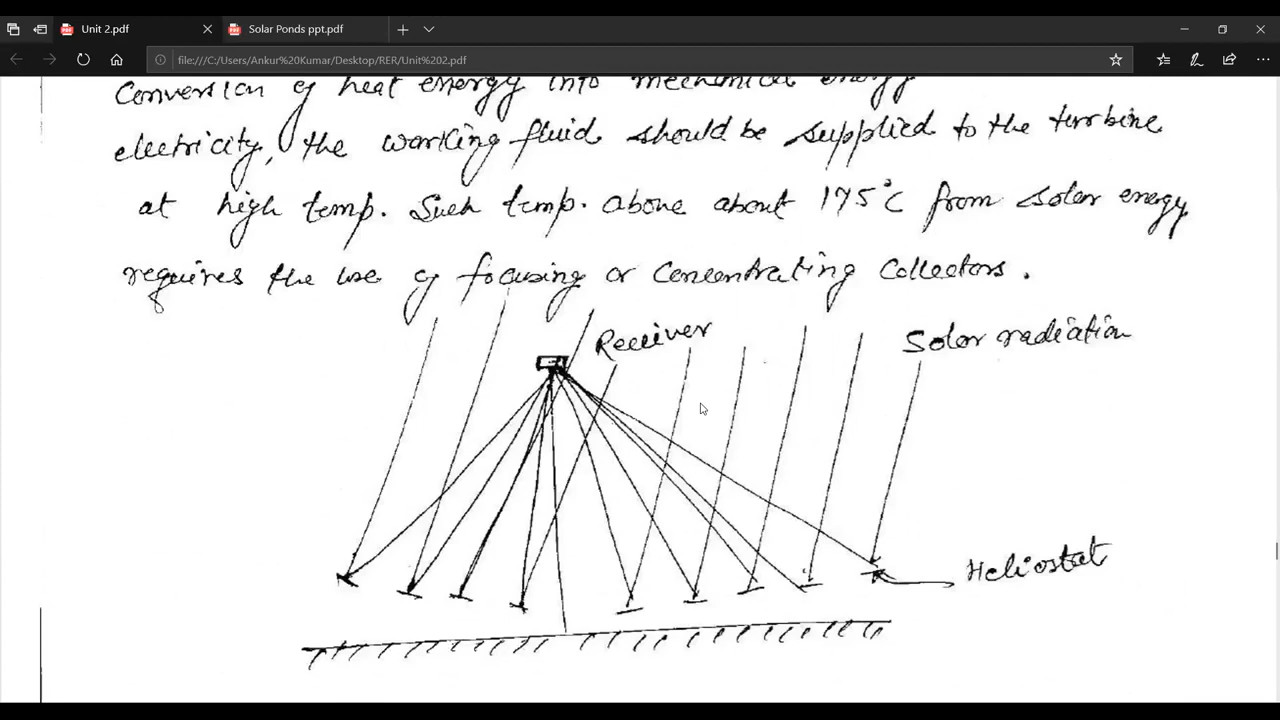 Unit 2.pdf
Solar Ponds ppt.pdf
file:///C:/Users/Ankur%20Kumar/Desktop/RER/Unit%202.pdf
Conversion of heat energy into mechanical energy
electricity, the working fluid should be supplied to the turbine
at high temp. Such temp. above about 175°C from solar energy
requires the use of focusing or Concentrating Collectors.
Receiver
Solar radiation
Heliostat